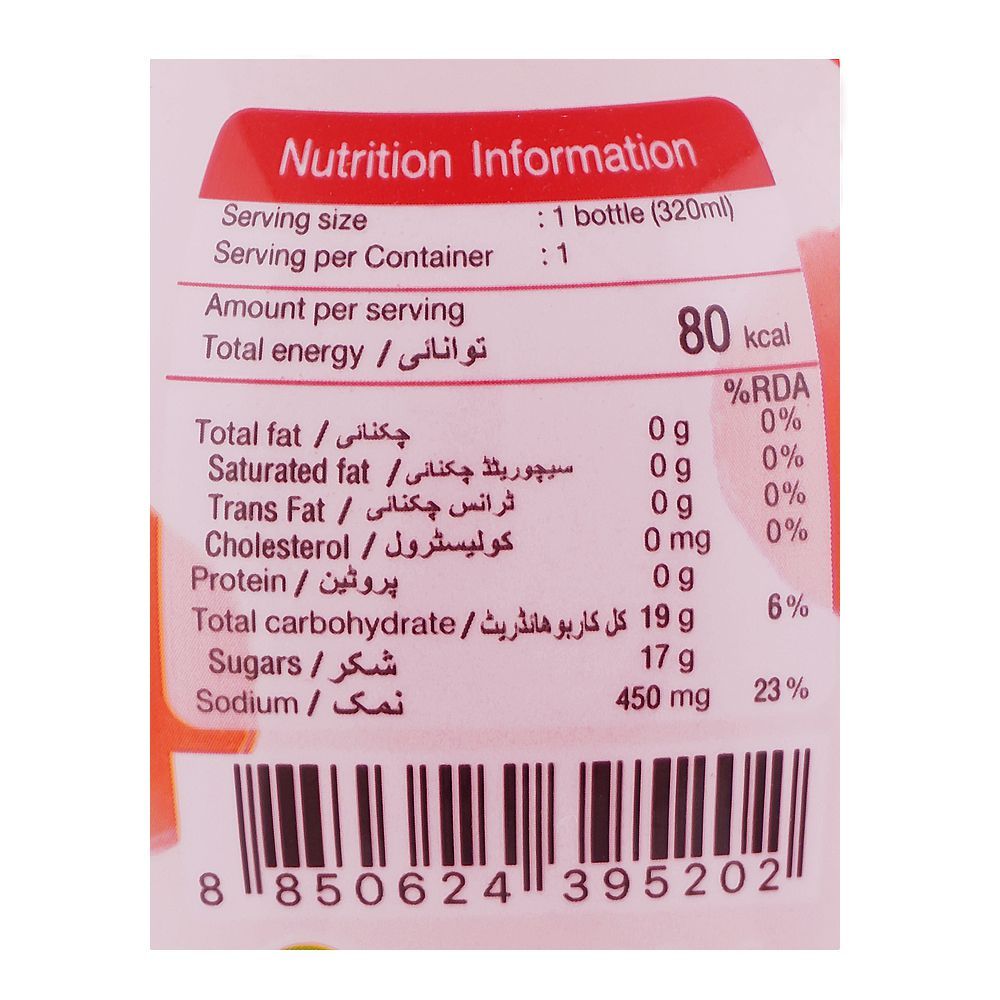 Nutrition Information
Serving size : 1 bottle (320ml)
Serving per Container : 1
Amount per serving
Total energy / توانائی 80 kcal
%RDA
Total fat / چکنائی 0 g 0%
Saturated fat / سیچوریٹڈ چکنائی 0 g 0%
Trans Fat / ٹرانس چکنائی 0 g 0%
Cholesterol / کولیسٹرول 0 mg 0%
Protein / پروٹین 0 g
Total carbohydrate / کل کاربوهائڈریٹ 19 g 6%
Sugars / شکر 17 g
Sodium / نمک 450 mg 23%
8 850624 395202